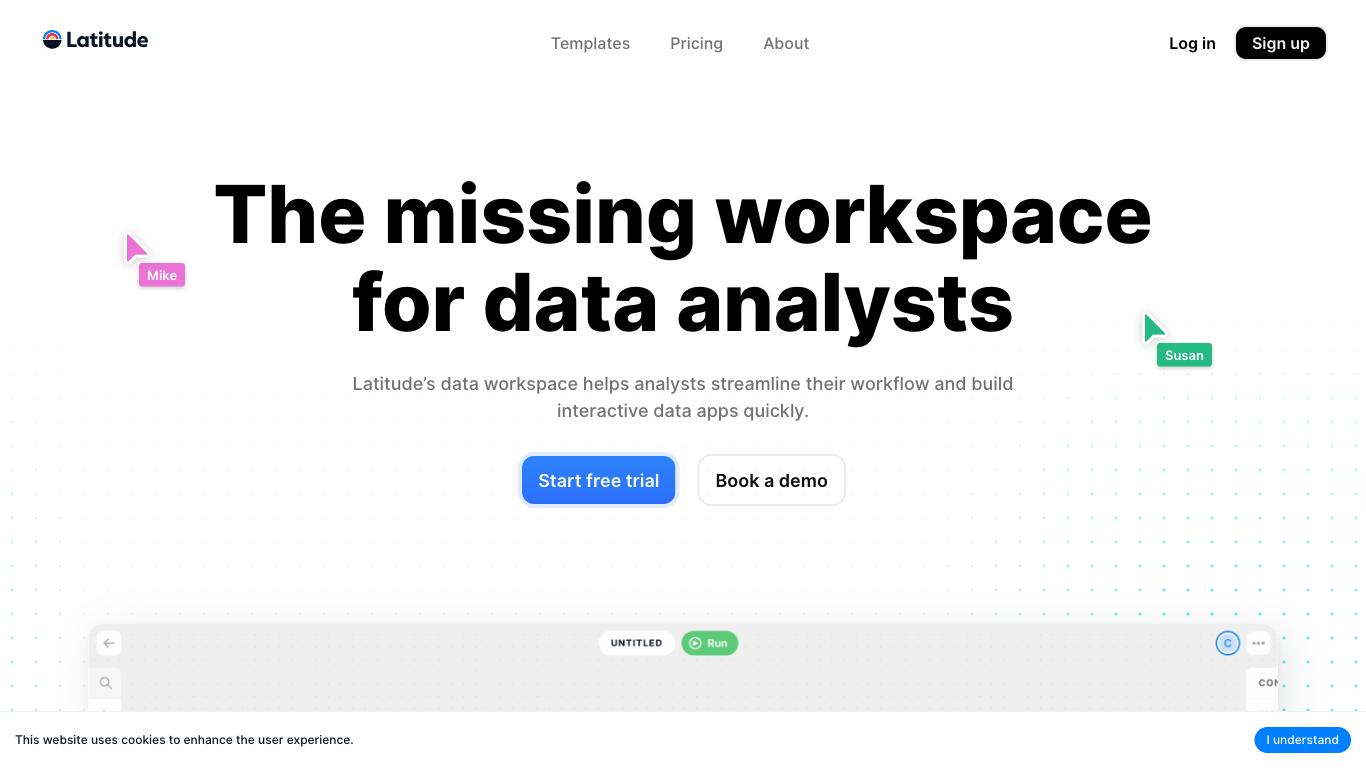 Latitude
Templates
Pricing
About
Log in
Sign up
The missing workspace
for data analysts
Mike
Susan
Latitude’s data workspace helps analysts streamline their workflow and build
interactive data apps quickly.
Start free trial
Book a demo
UNTITLED
Run
C
This website uses cookies to enhance the user experience.
I understand